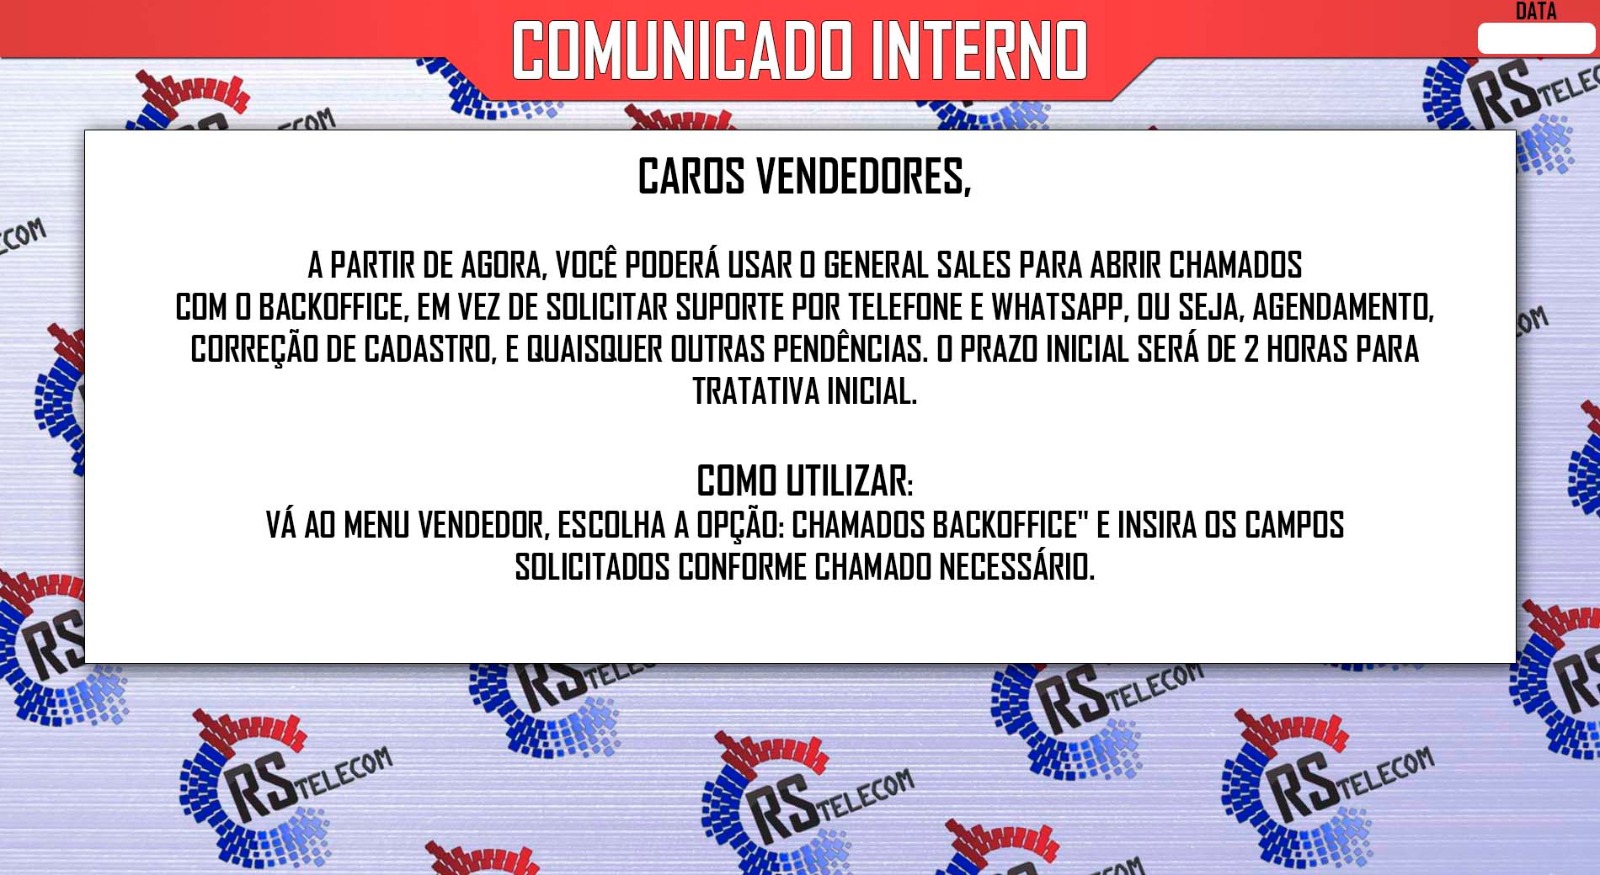 DATA
COMUNICADO INTERNO
CAROS VENDEDORES,
A PARTIR DE AGORA, VOCÊ PODERÁ USAR O GENERAL SALES PARA ABRIR CHAMADOS
COM O BACKOFFICE, EM VEZ DE SOLICITAR SUPORTE POR TELEFONE E WHATSAPP, OU SEJA, AGENDAMENTO,
CORREÇÃO DE CADASTRO, E QUAISQUER OUTRAS PENDÊNCIAS. O PRAZO INICIAL SERÁ DE 2 HORAS PARA
TRATATIVA INICIAL.
COMO UTILIZAR:
VÁ AO MENU VENDEDOR, ESCOLHA A OPÇÃO: CHAMADOS BACKOFFICE" E INSIRA OS CAMPOS
SOLICITADOS CONFORME CHAMADO NECESSÁRIO.
RS TELECOM
RS TELECOM
RS TELECOM
RS TELECOM